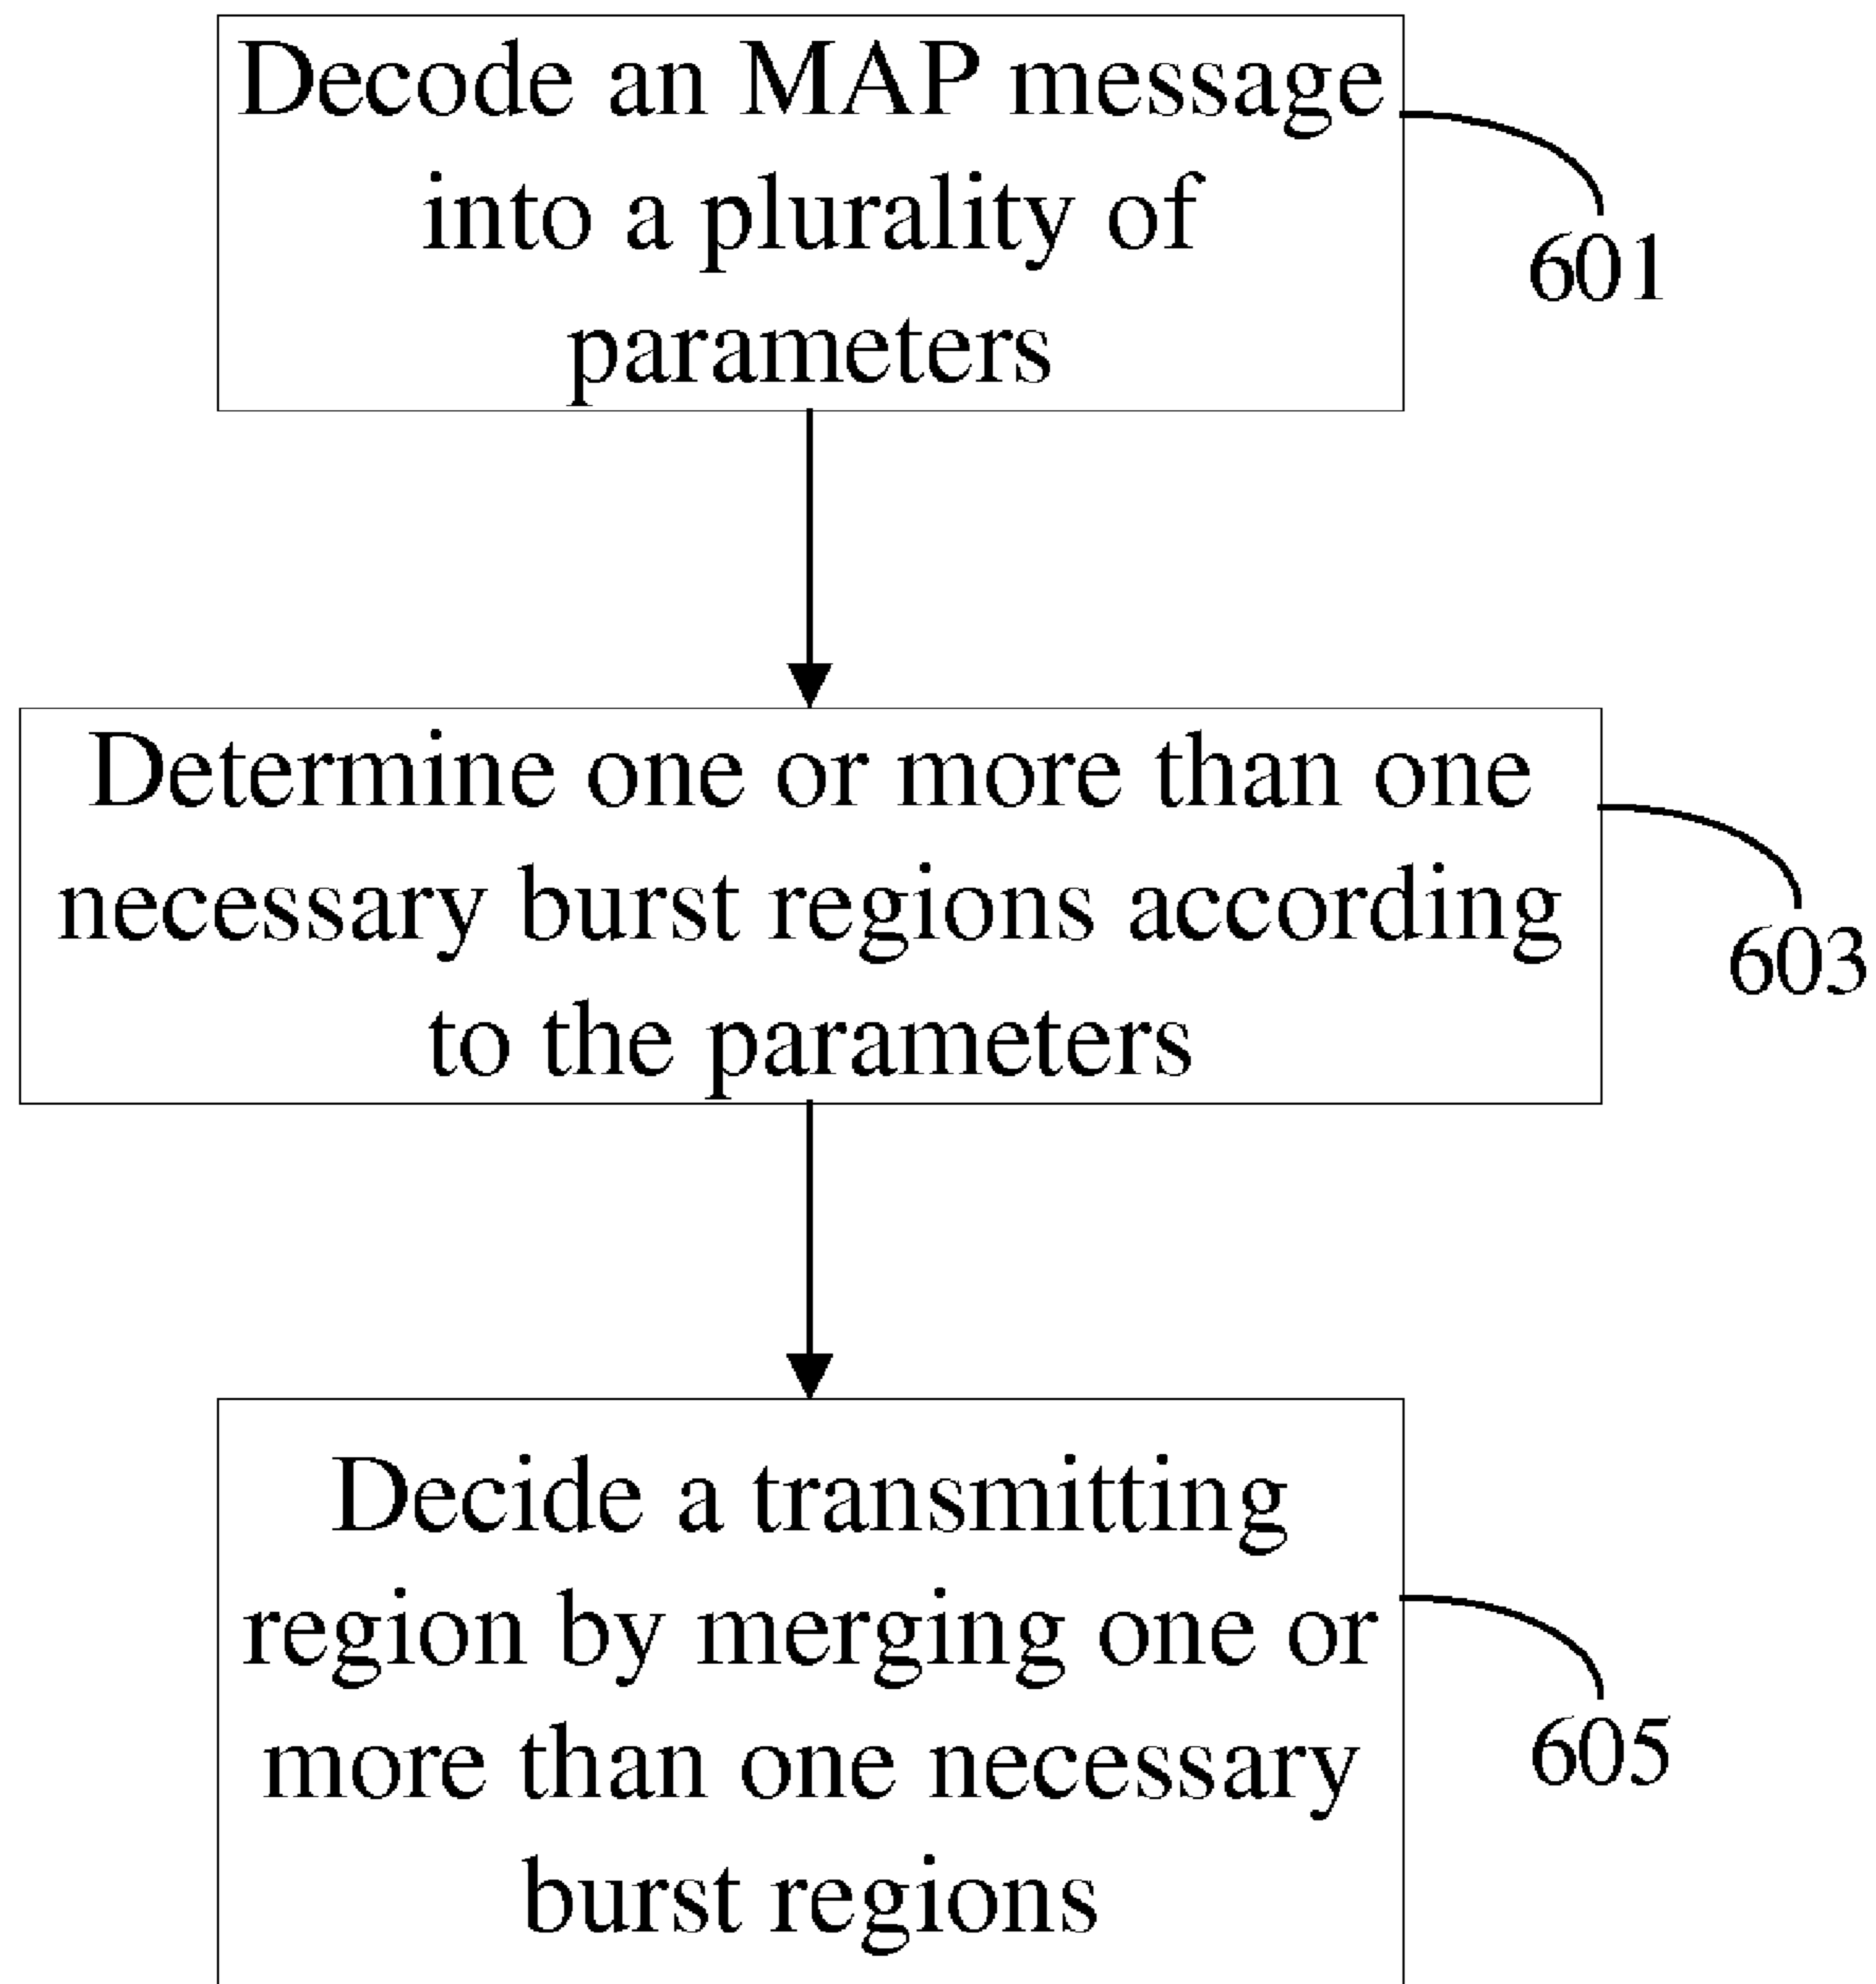 Decode an MAP message
into a plurality of
parameters
601
Determine one or more than one
necessary burst regions according
to the parameters
603
Decide a transmitting
region by merging one or
more than one necessary
burst regions
605